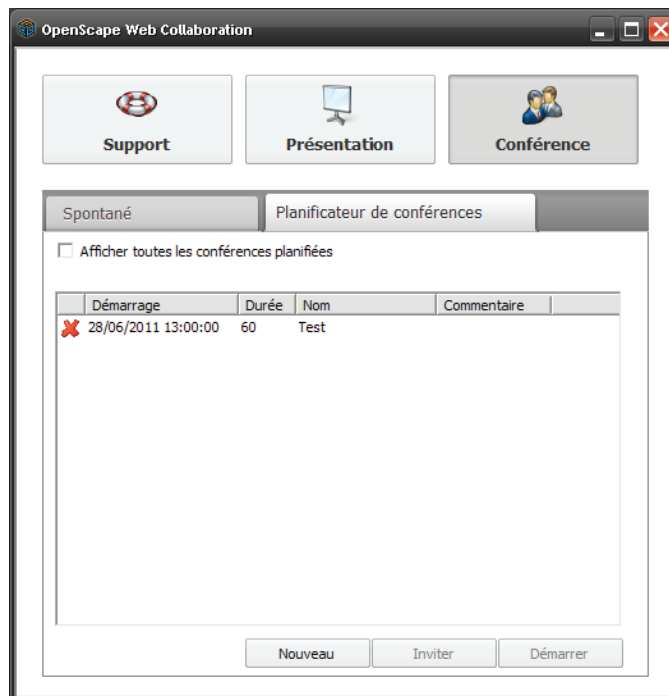 OpenScape Web Collaboration
Support Présentation Conférence
Spontané Planificateur de conférences
Afficher toutes les conférences planifiées
Démarrage Durée Nom Commentaire
28/06/2011 13:00:00 60 Test
Nouveau Inviter Démarrer